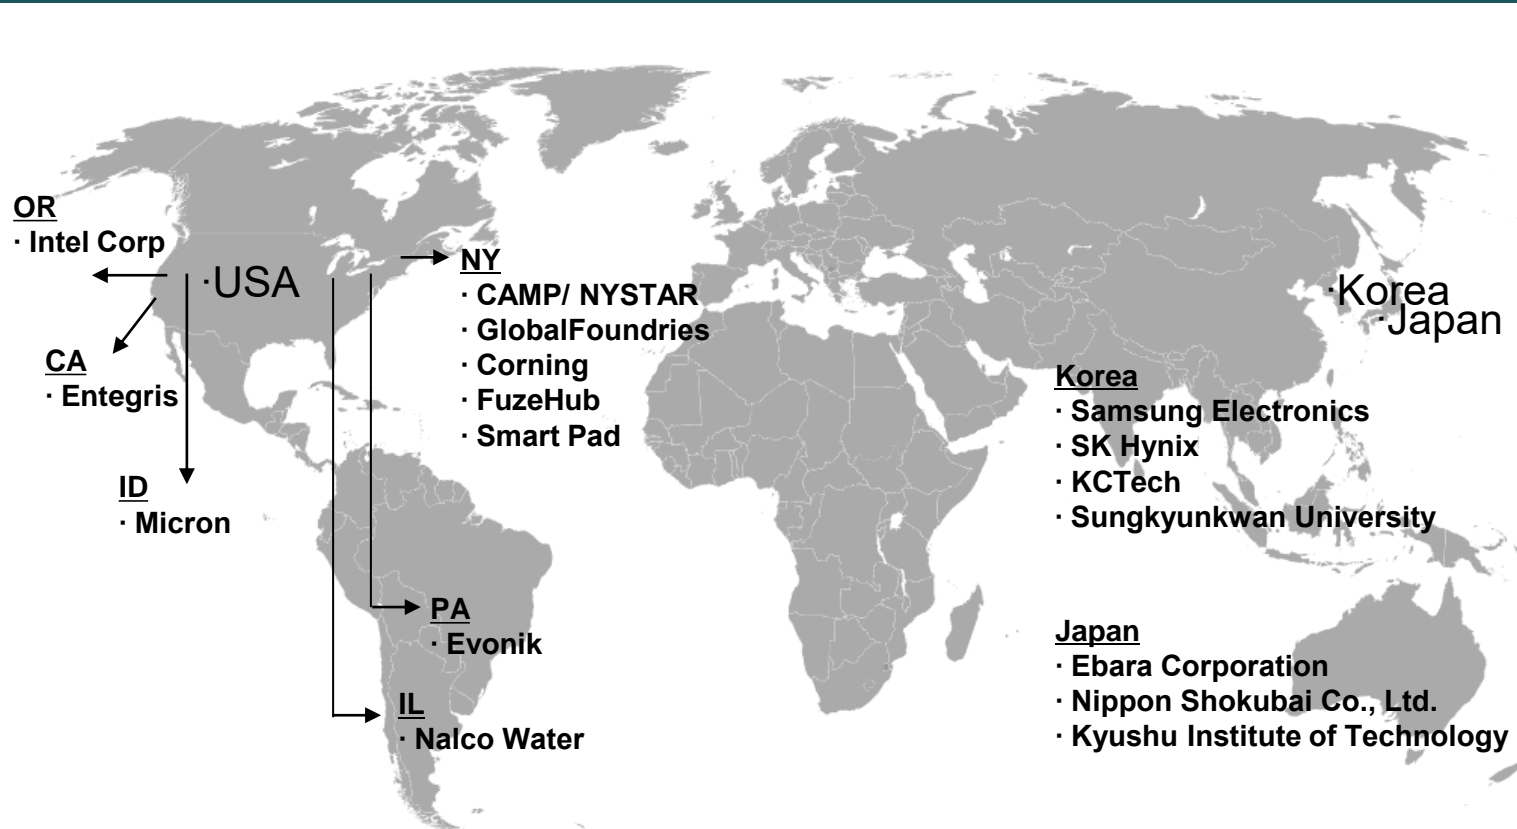 OR
· Intel Corp
·USA
CA
· Entegris
ID
· Micron
NY
· CAMP/ NYSTAR
· GlobalFoundries
· Corning
· FuzeHub
· Smart Pad
PA
· Evonik
IL
· Nalco Water
·Korea
·Japan
Korea
· Samsung Electronics
· SK Hynix
· KCTech
· Sungkyunkwan University
Japan
· Ebara Corporation
· Nippon Shokubai Co., Ltd.
· Kyushu Institute of Technology